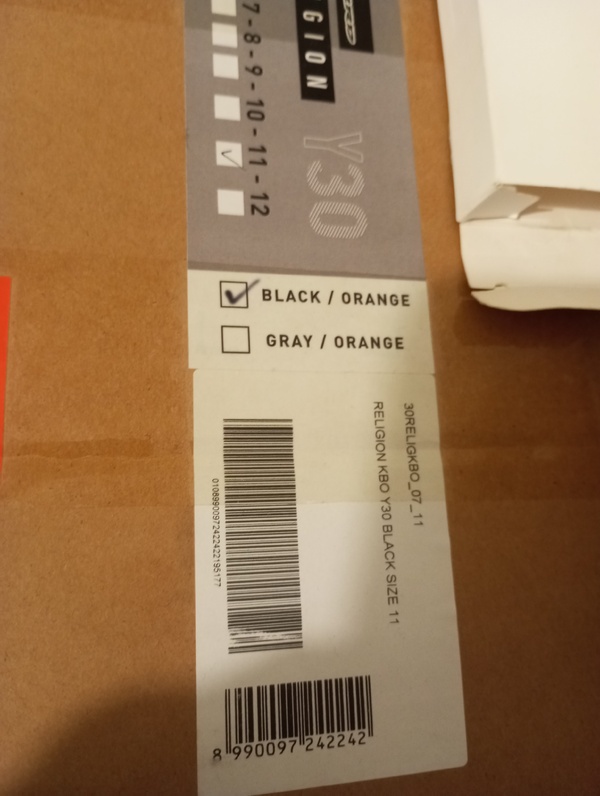 GION
Y30
7 - 8 - 9 - 10 - 11 - 12
BLACK / ORANGE
GRAY / ORANGE
30RELIGKBO_07_11
RELIGION KBO Y30 BLACK SIZE 11
8 990097 242242